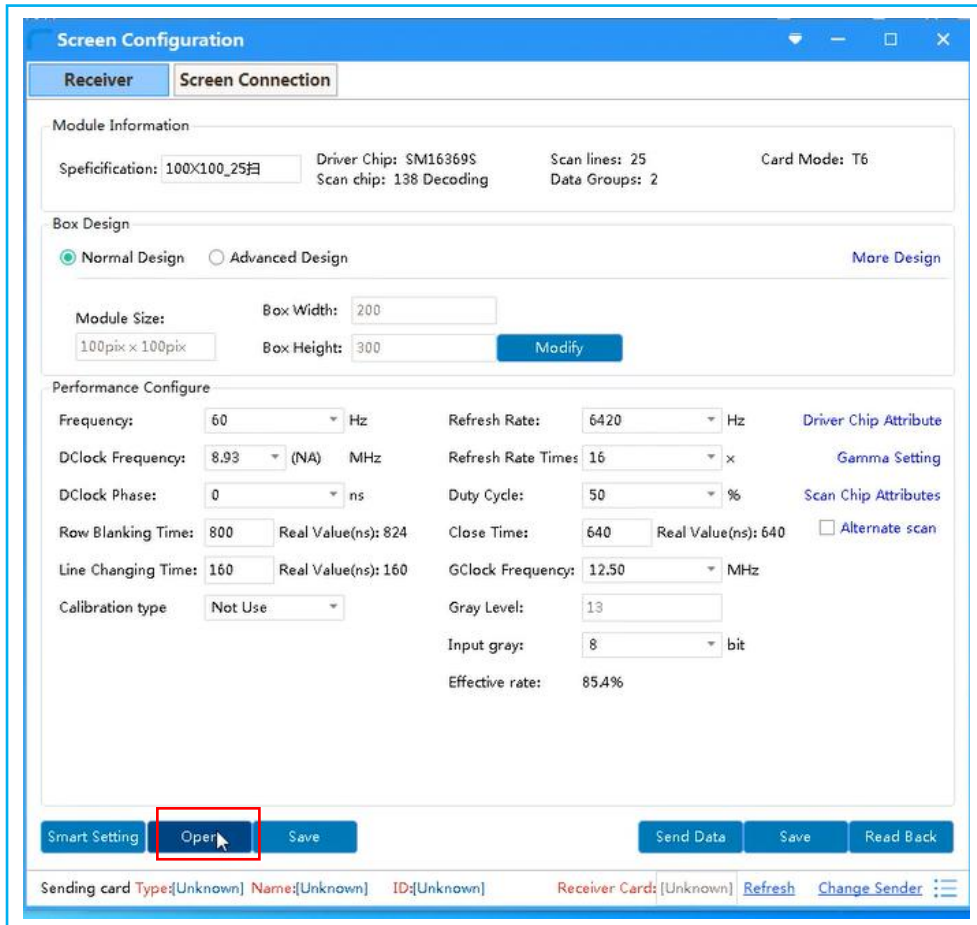 Screen Configuration
Receiver Screen Connection
Module Information
Speficification: 100X100_25扫 Driver Chip: SM16369S Scan lines: 25 Card Mode: T6
Scan chip: 138 Decoding Data Groups: 2
Box Design
Normal Design Advanced Design More Design
Module Size: Box Width: 200
100pix × 100pix Box Height: 300 Modify
Performance Configure
Frequency: 60 Hz Refresh Rate: 6420 Hz Driver Chip Attribute
DClock Frequency: 8.93 (NA) MHz Refresh Rate Times 16 × Gamma Setting
DClock Phase: 0 ns Duty Cycle: 50 % Scan Chip Attributes
Row Blanking Time: 800 Real Value(ns): 824 Close Time: 640 Real Value(ns): 640 Alternate scan
Line Changing Time: 160 Real Value(ns): 160 GClock Frequency: 12.50 MHz
Calibration type Not Use Gray Level: 13
Input gray: 8 bit
Effective rate: 85.4%
Smart Setting Open Save Send Data Save Read Back
Sending card Type:[Unknown] Name:[Unknown] ID:[Unknown] Receiver Card: [Unknown] Refresh Change Sender